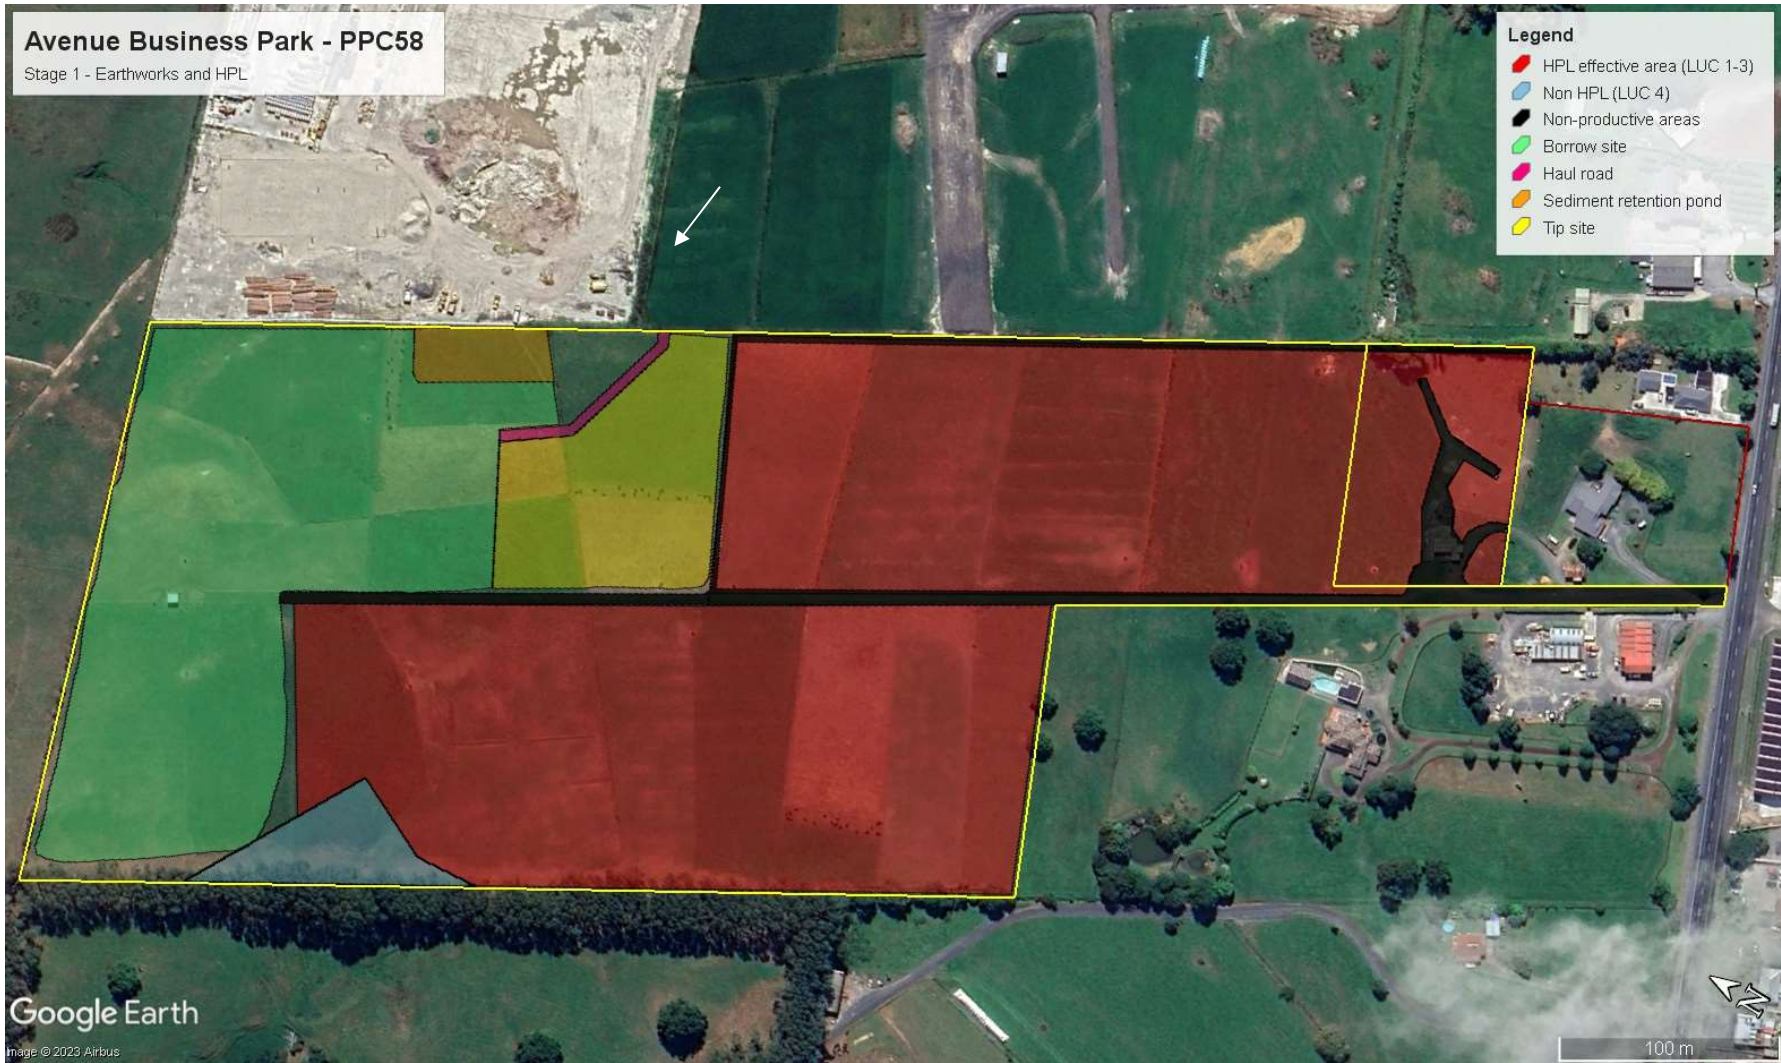 Avenue Business Park - PPC58
Stage 1 - Earthworks and HPL
Legend
HPL effective area (LUC 1-3)
Non HPL (LUC 4)
Non-productive areas
Borrow site
Haul road
Sediment retention pond
Tip site
Google Earth
Image © 2023 Airbus
N
100 m